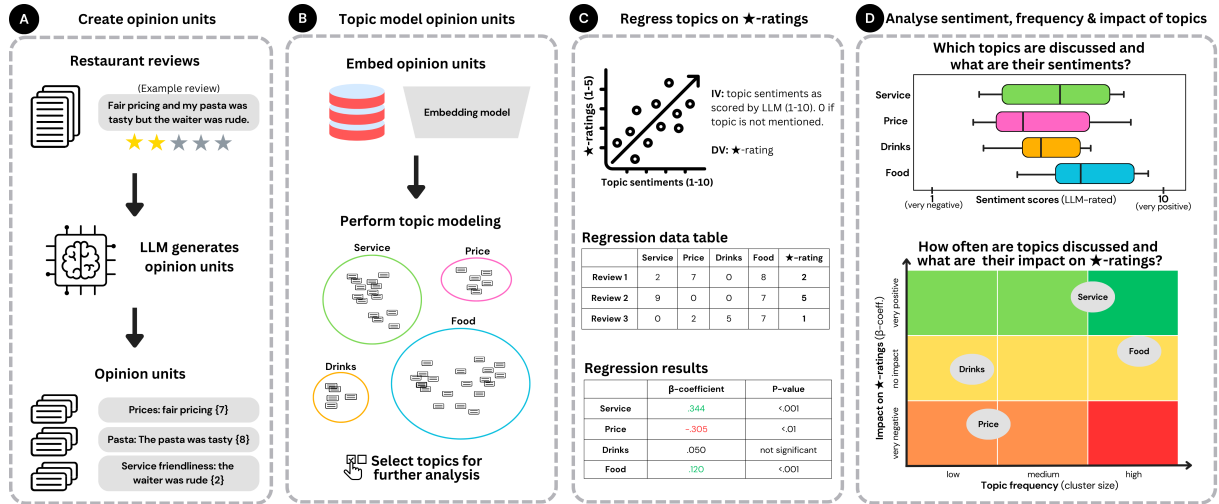 A
Create opinion units
Restaurant reviews
(Example review)
Fair pricing and my pasta was
tasty but the waiter was rude.
LLM generates
opinion units
Opinion units
Prices: fair pricing {7}
Pasta: The pasta was tasty {8}
Service friendliness: the
waiter was rude {2}
B
Topic model opinion units
Embed opinion units
Embedding model
Perform topic modeling
Service
Price
Food
Drinks
Select topics for
further analysis
C
Regress topics on ★-ratings
★-ratings (1-5)
Topic sentiments (1-10)
IV: topic sentiments as
scored by LLM (1-10). 0 if
topic is not mentioned.
DV: ★-rating
Regression data table
Service Price Drinks Food ★-rating
Review 1 2 7 0 8 2
Review 2 9 0 0 7 5
Review 3 0 2 5 7 1
Regression results
β-coefficient P-value
Service .344 <.001
Price -.305 <.01
Drinks .050 not significant
Food .120 <.001
D
Analyse sentiment, frequency & impact of topics
Which topics are discussed and
what are their sentiments?
Service
Price
Drinks
Food
1
(very negative)
Sentiment scores (LLM-rated)
10
(very positive)
How often are topics discussed and
what are their impact on ★-ratings?
Impact on ★-ratings (β-coeff.)
very positive
no impact
very negative
Service
Food
Drinks
Price
low medium high
Topic frequency (cluster size)